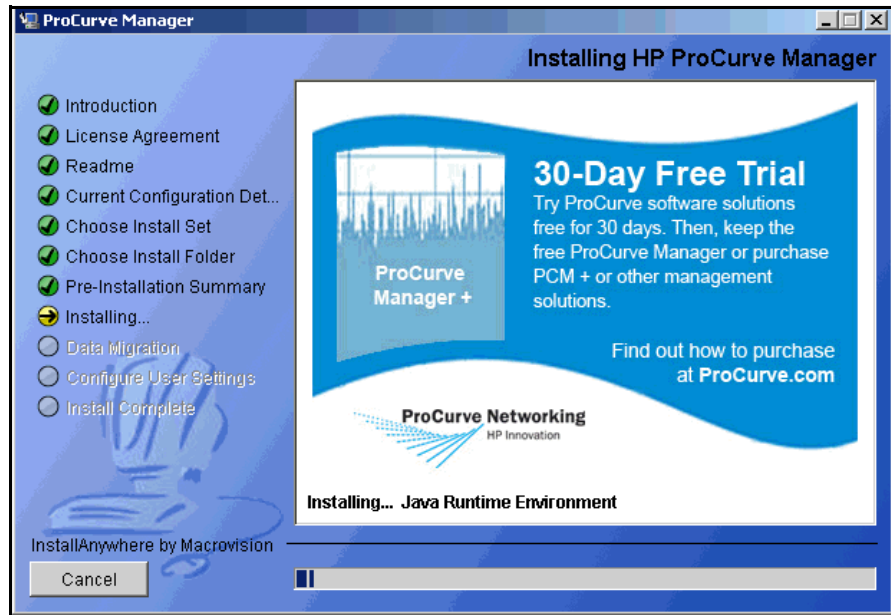 ProCurve Manager
Installing HP ProCurve Manager
Introduction
License Agreement
Readme
Current Configuration Det...
Choose Install Set
Choose Install Folder
Pre-Installation Summary
Installing...
Data Migration
Configure User Settings
Install Complete
ProCurve
Manager +
30-Day Free Trial
Try ProCurve software solutions
free for 30 days. Then, keep the
free ProCurve Manager or purchase
PCM + or other management
solutions.
Find out how to purchase
at ProCurve.com
ProCurve Networking
HP Innovation
Installing... Java Runtime Environment
InstallAnywhere by Macrovision
Cancel